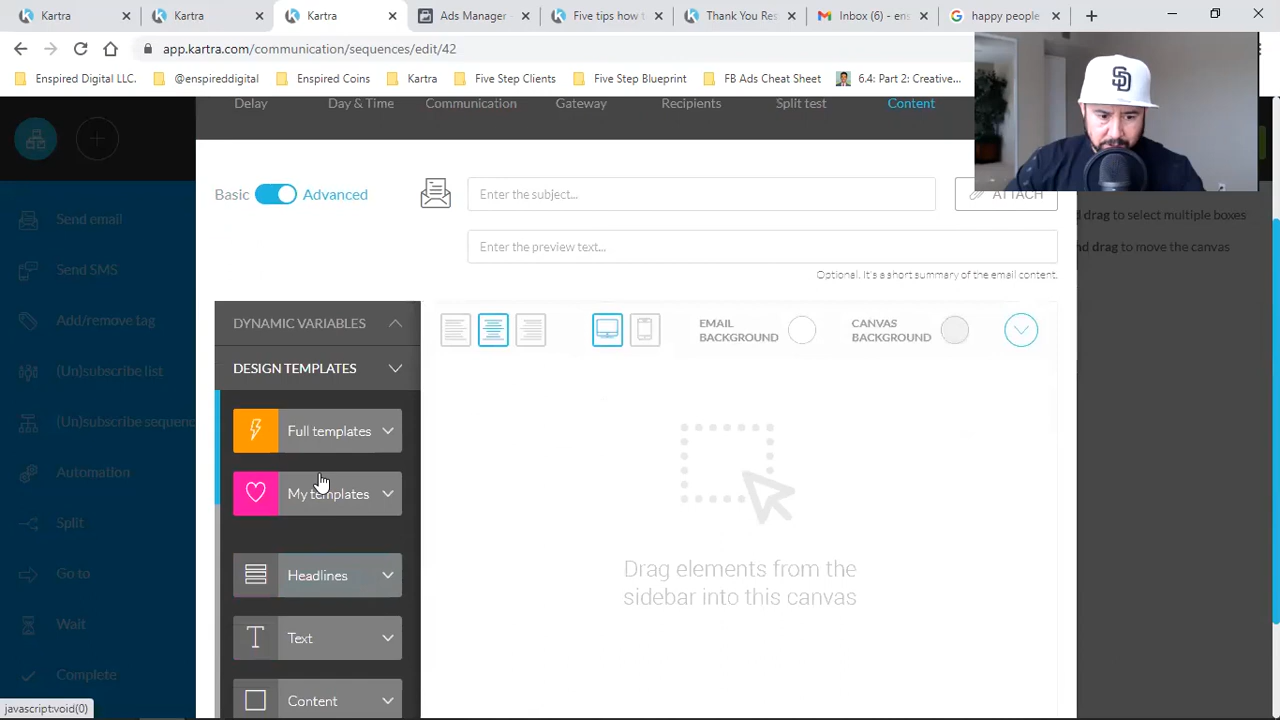 Kartra
Kartra
Kartra
Ads Manager -
Five tips how t
Thank You Res
Inbox (6) - ens
happy people
app.kartra.com/communication/sequences/edit/42
Enspired Digital LLC.
@enspireddigital
Enspired Coins
Five Step Clients
Five Step Blueprint
FB Ads Cheat Sheet
6.4: Part 2: Creative...
Delay
Day & Time
Communication
Gateway
Recipients
Split test
Content
SD
Basic
Advanced
Enter the subject...
ATTACH
Enter the preview text...
Optional. It's a short summary of the email content.
d drag to select multiple boxes
nd drag to move the canvas
Send email
Send SMS
Add/remove tag
(Un)subscribe list
(Un)subscribe sequenc
Automation
Split
Go to
Wait
Complete
DYNAMIC VARIABLES
DESIGN TEMPLATES
Full templates
My templates
Headlines
Text
Content
EMAIL
BACKGROUND
CANVAS
BACKGROUND
Drag elements from the
sidebar into this canvas
javascript:void(0)